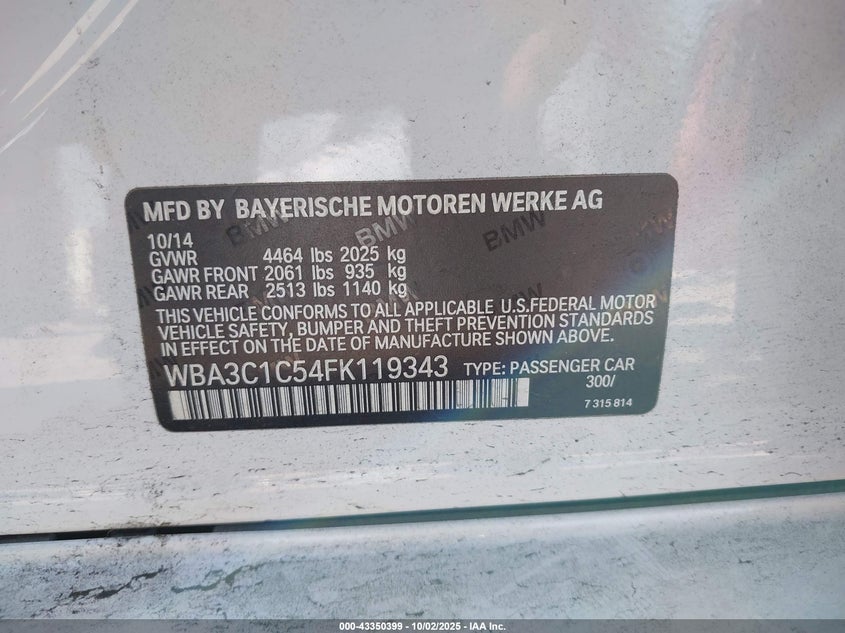 MFD BY BAYERISCHE MOTOREN WERKE AG
10/14
GVWR 4464 lbs 2025 kg
GAWR FRONT 2061 lbs 935 kg
GAWR REAR 2513 lbs 1140 kg
THIS VEHICLE CONFORMS TO ALL APPLICABLE U.S.FEDERAL MOTOR
VEHICLE SAFETY, BUMPER AND THEFT PREVENTION STANDARDS
IN EFFECT ON THE DATE OF MANUFACTURE SHOWN ABOVE.
WBA3C1C54FK119343 TYPE: PASSENGER CAR
300/
7 315 814
BMW BMW BMW
000-43350399 - 10/02/2025 - IAA Inc.